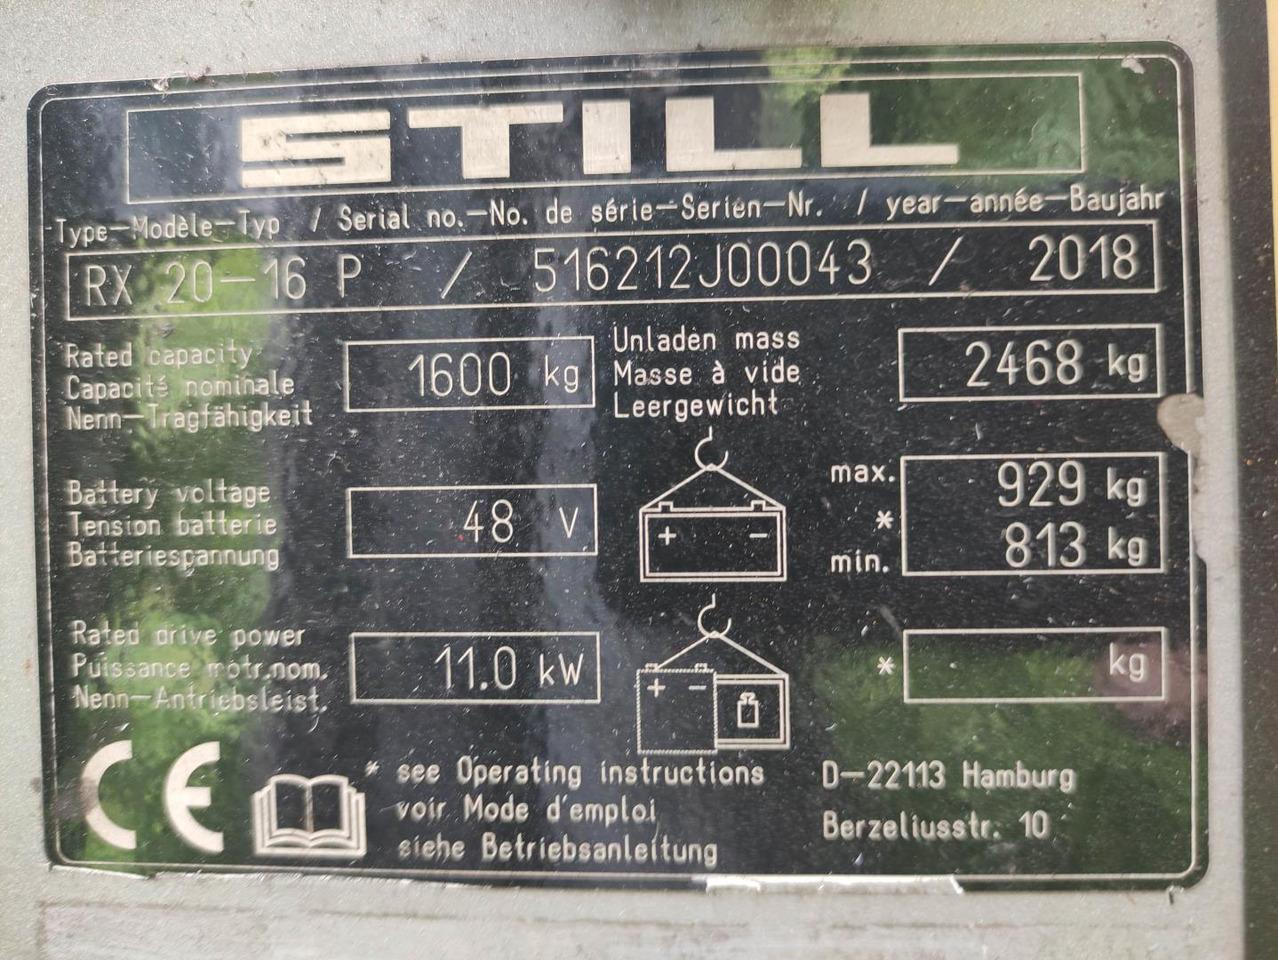 STILL
Type-Modèle-Typ / Serial no.-No. de série-Serien-Nr. / year-année-Baujahr
RX 20-16 P / 516212J00043 / 2018
Rated capacity
Capacité nominale
Nenn-Tragfähigkeit
1600 kg
Unladen mass
Masse à vide
Leergewicht
2468 kg
Battery voltage
Tension batterie
Batteriespannung
48 V
+ -
max. 929 kg
*
min. 813 kg
Rated drive power
Puissance motr.nom.
Nenn-Antriebsleist.
11.0 kW
+ -
* kg
CE
* see Operating instructions
voir Mode d'emploi
siehe Betriebsanleitung
D-22113 Hamburg
Berzeliusstr. 10